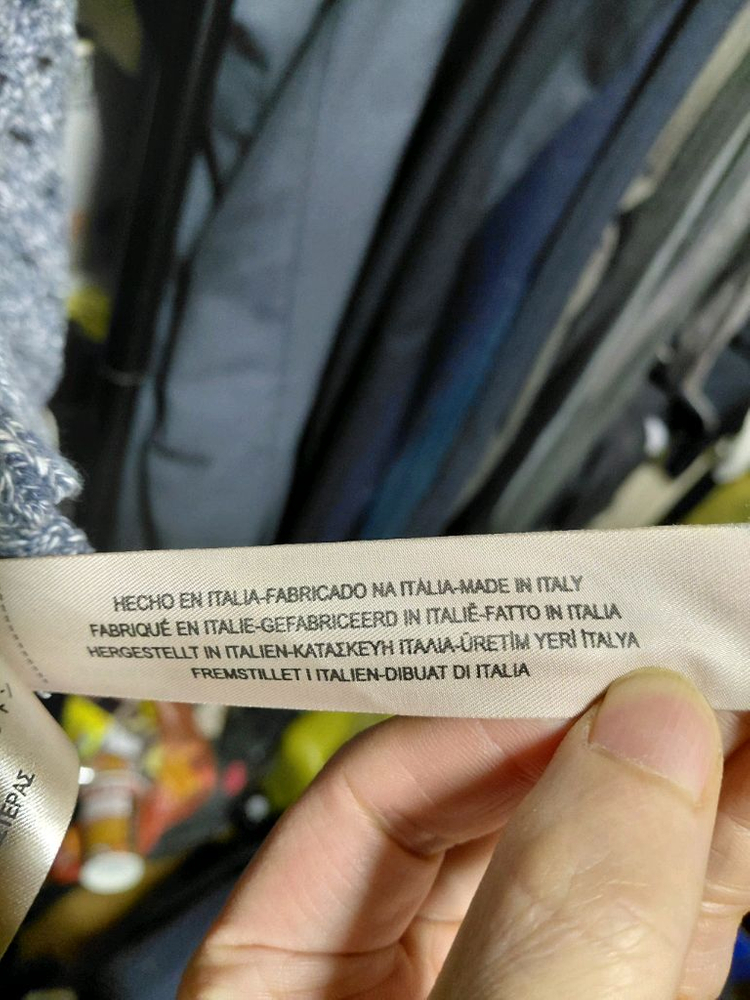 HECHO EN ITALIA-FABRICADO NA ITÁLIA-MADE IN ITALY
FABRIQUÉ EN ITALIE-GEFABRICEERD IN ITALIË-FATTO IN ITALIA
HERGESTELLT IN ITALIEN-ΚΑΤΑΣΚΕΥΗ ΙΤΑΛΙΑ-ÜRETİM YERİ İTALYA
FREMSTILLET I ITALIEN-DIBUAT DI ITALIA